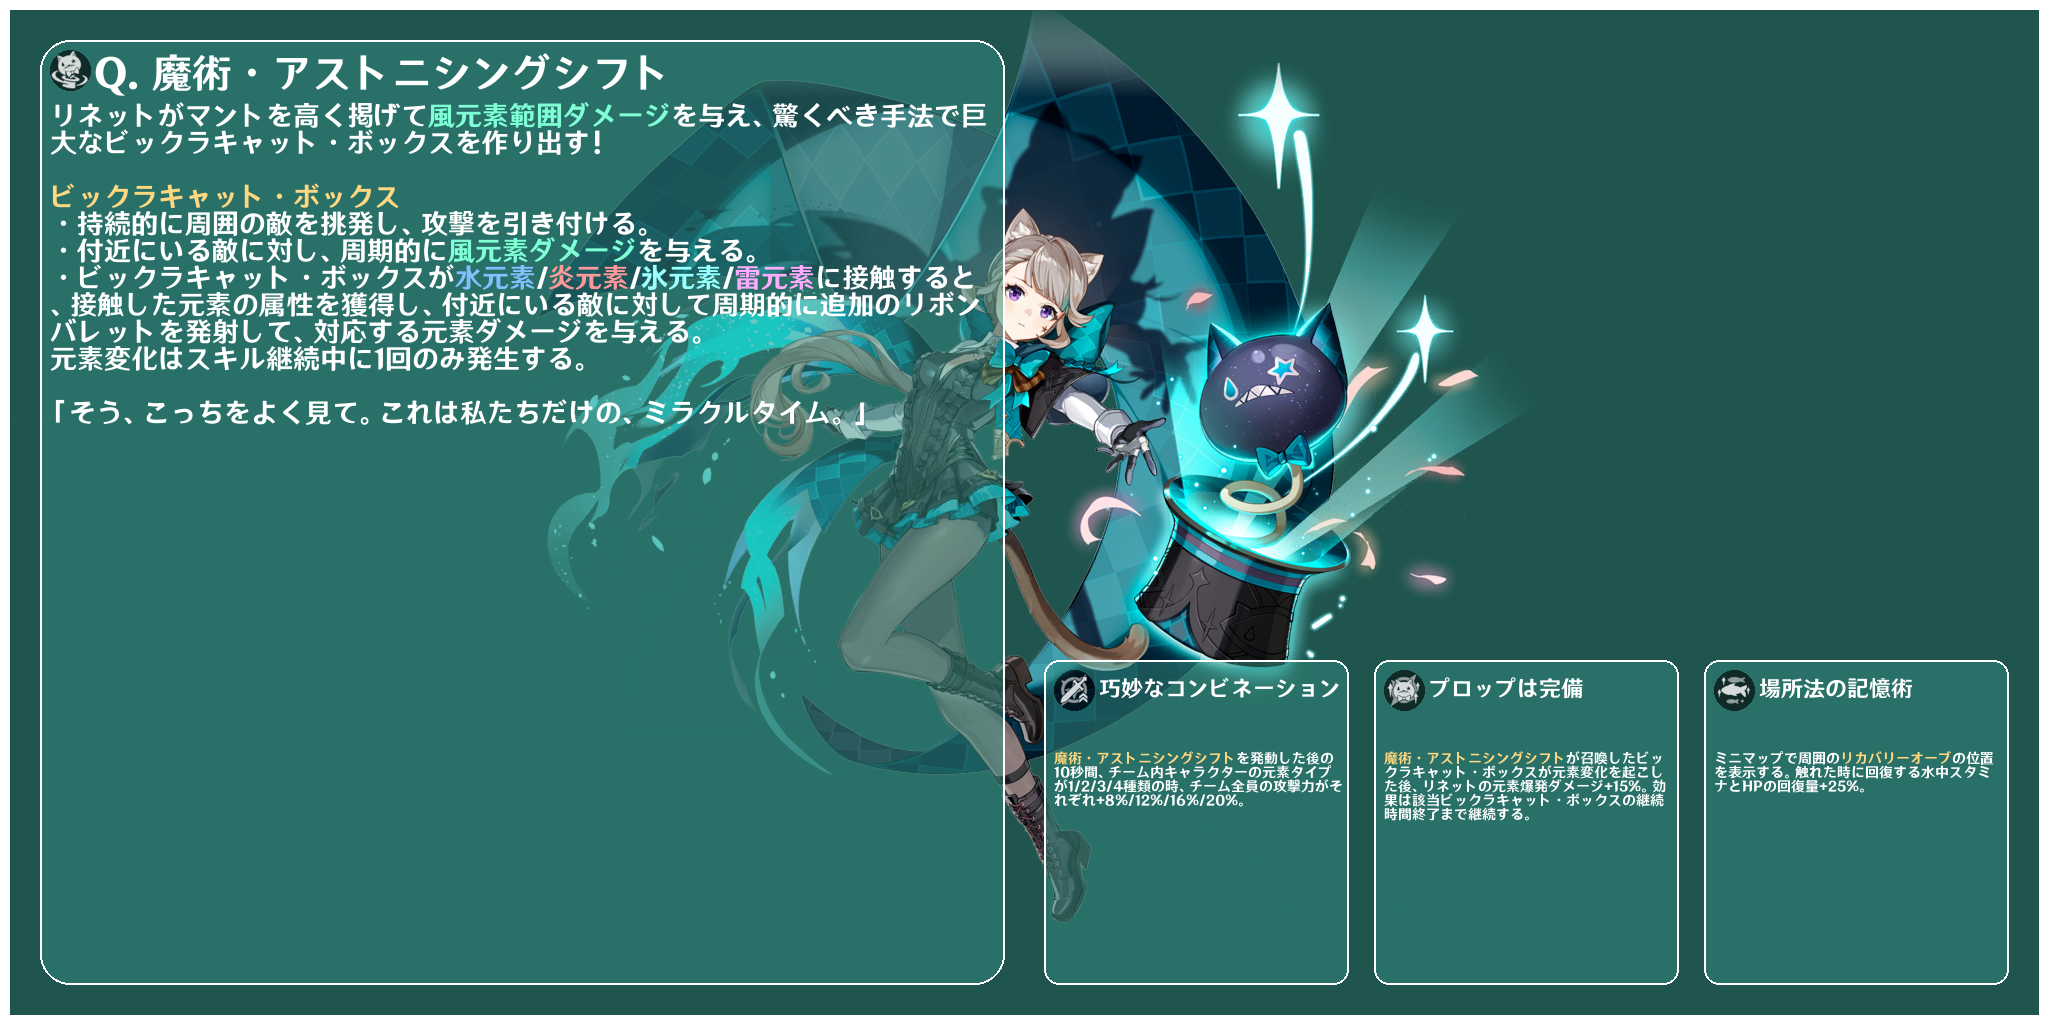 Q. 魔術・アストニシングシフト
リネットがマントを高く掲げて風元素範囲ダメージを与え、驚くべき手法で巨
大なビックラキャット・ボックスを作り出す！
ビックラキャット・ボックス
・持続的に周囲の敵を挑発し、攻撃を引き付ける。
・付近にいる敵に対し、周期的に風元素ダメージを与える。
・ビックラキャット・ボックスが水元素/炎元素/氷元素/雷元素に接触すると
、接触した元素の属性を獲得し、付近にいる敵に対して周期的に追加のリボン
バレットを発射して、対応する元素ダメージを与える。
元素変化はスキル継続中に1回のみ発生する。
「そう、こっちをよく見て。これは私たちだけの、ミラクルタイム。」
巧妙なコンビネーション
魔術・アストニシングシフトを発動した後の
10秒間、チーム内キャラクターの元素タイプ
が1/2/3/4種類の時、チーム全員の攻撃力がそ
れぞれ+8%/12%/16%/20%。
プロップは完備
魔術・アストニシングシフトが召喚したビッ
クラキャット・ボックスが元素変化を起こし
た後、リネットの元素爆発ダメージ+15%。効
果は該当ビックラキャット・ボックスの継続
時間終了まで継続する。
場所法の記憶術
ミニマップで周囲のリカバリーオーブの位置
を表示する。触れた時に回復する水中スタミ
ナとHPの回復量+25%。